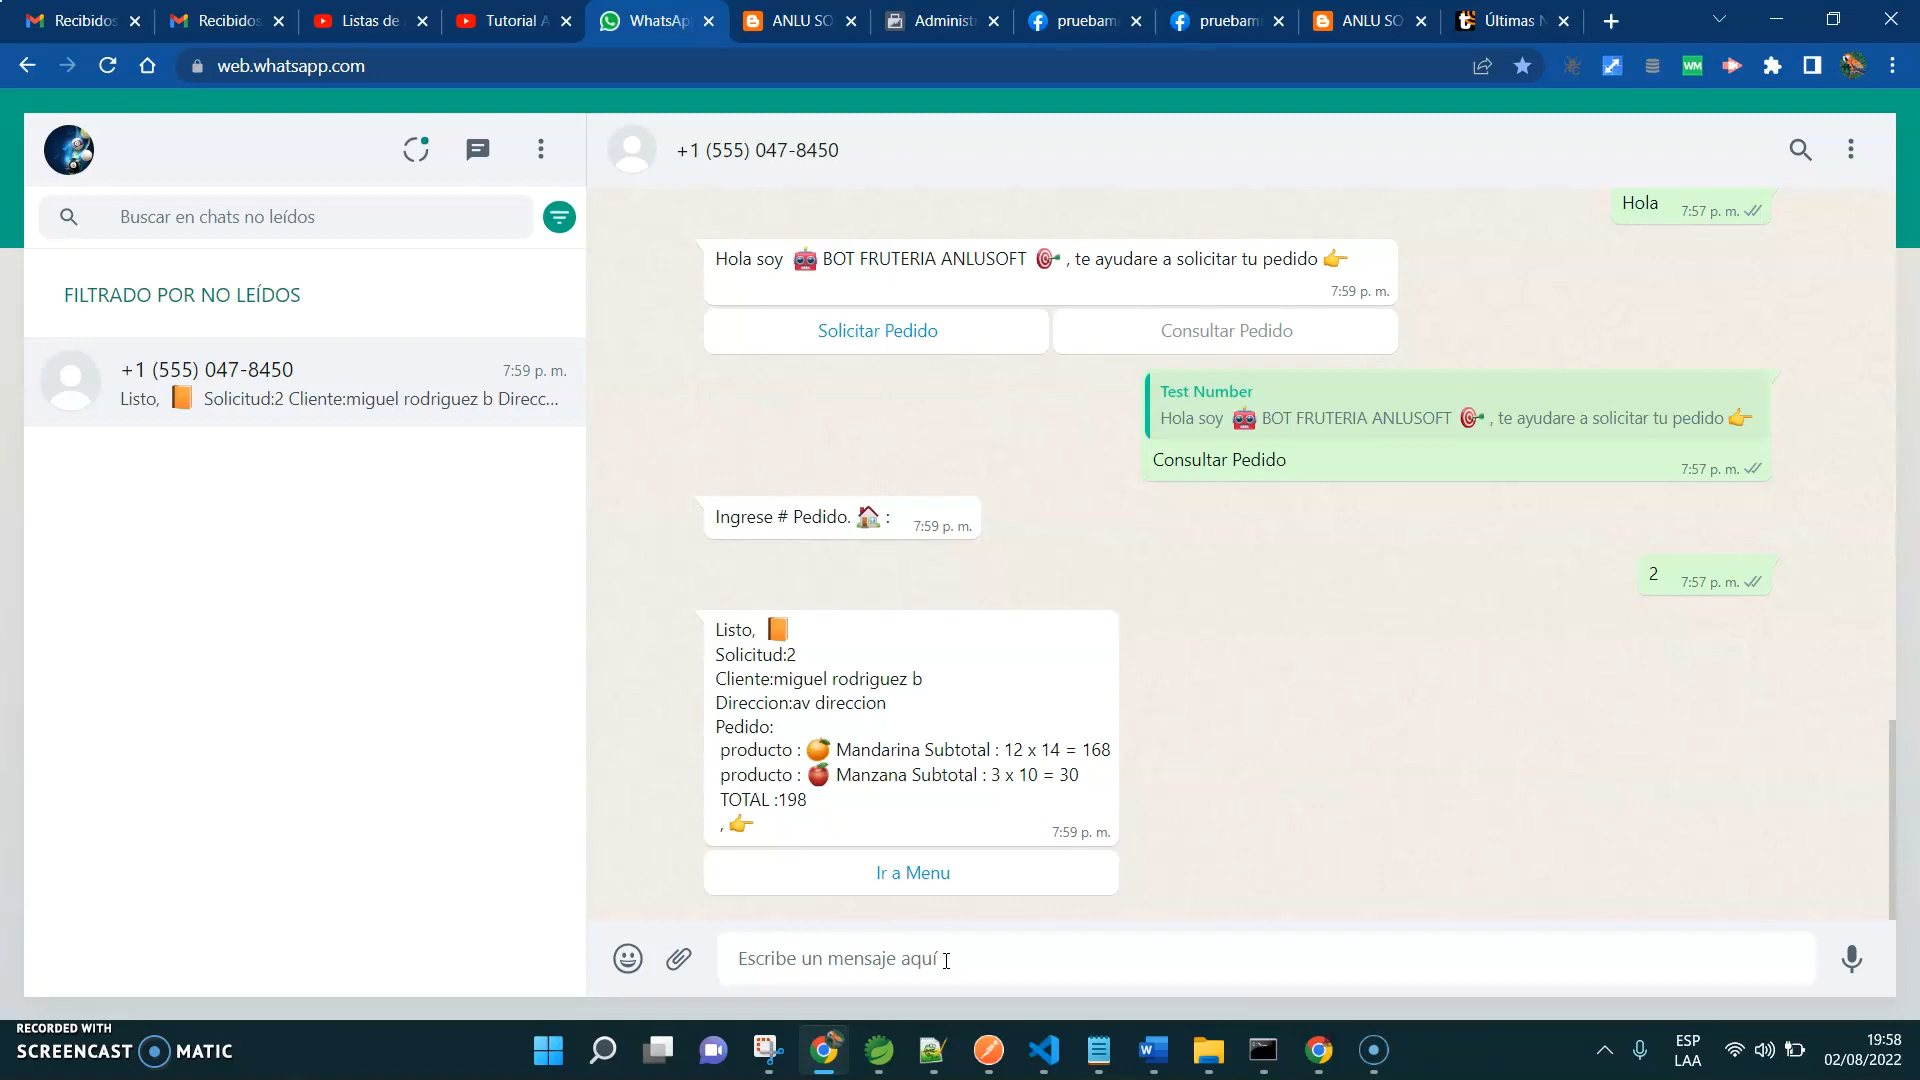 Recibidos
Recibidos
Listas de
Tutorial A
WhatsAp
ANLU SO
Administ
pruebam
pruebam
ANLU SO
Últimas N
web.whatsapp.com
WM
+1 (555) 047-8450
Buscar en chats no leídos
FILTRADO POR NO LEÍDOS
+1 (555) 047-8450
7:59 p. m.
Listo, 📙 Solicitud:2 Cliente:miguel rodriguez b Direcc...
Hola
7:57 p. m.
Hola soy 🤖 BOT FRUTERIA ANLUSOFT 🎯 , te ayudare a solicitar tu pedido 👉
7:59 p. m.
Solicitar Pedido
Consultar Pedido
Test Number
Hola soy 🤖 BOT FRUTERIA ANLUSOFT 🎯 , te ayudare a solicitar tu pedido 👉
Consultar Pedido
7:57 p. m.
Ingrese # Pedido. 🏠 :
7:59 p. m.
2
7:57 p. m.
Listo, 📙
Solicitud:2
Cliente:miguel rodriguez b
Direccion:av direccion
Pedido:
producto : 🍊 Mandarina Subtotal : 12 x 14 = 168
producto : 🍎 Manzana Subtotal : 3 x 10 = 30
TOTAL :198
, 👉
7:59 p. m.
Ir a Menu
Escribe un mensaje aquí
RECORDED WITH
SCREENCAST MATIC
ESP
LAA
19:58
02/08/2022